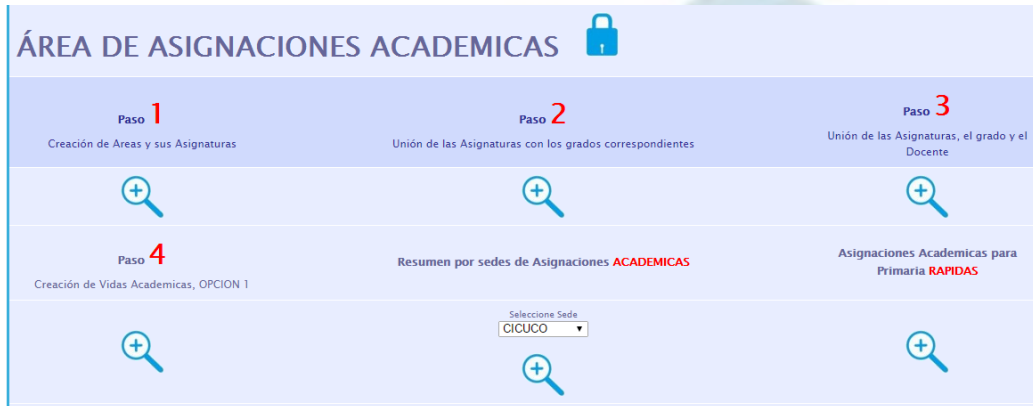 ÁREA DE ASIGNACIONES ACADEMICAS
Paso 1
Creación de Areas y sus Asignaturas
Paso 2
Unión de las Asignaturas con los grados correspondientes
Paso 3
Unión de las Asignaturas, el grado y el
Docente
Paso 4
Creación de Vidas Academicas, OPCION 1
Resumen por sedes de Asignaciones ACADEMICAS
Asignaciones Academicas para
Primaria RAPIDAS
Seleccione Sede
CICUCO